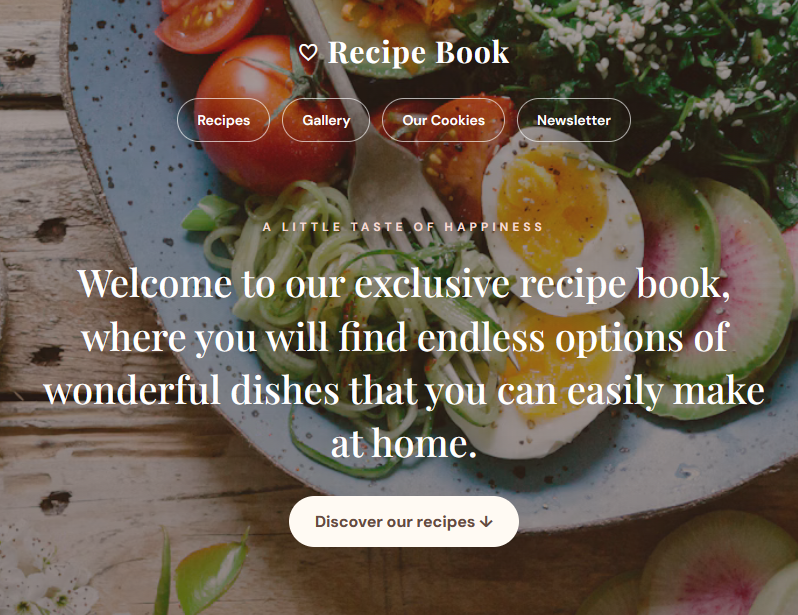 ♡ Recipe Book
Recipes
Gallery
Our Cookies
Newsletter
A LITTLE TASTE OF HAPPINESS
Welcome to our exclusive recipe book,
where you will find endless options of
wonderful dishes that you can easily make
at home.
Discover our recipes ↓